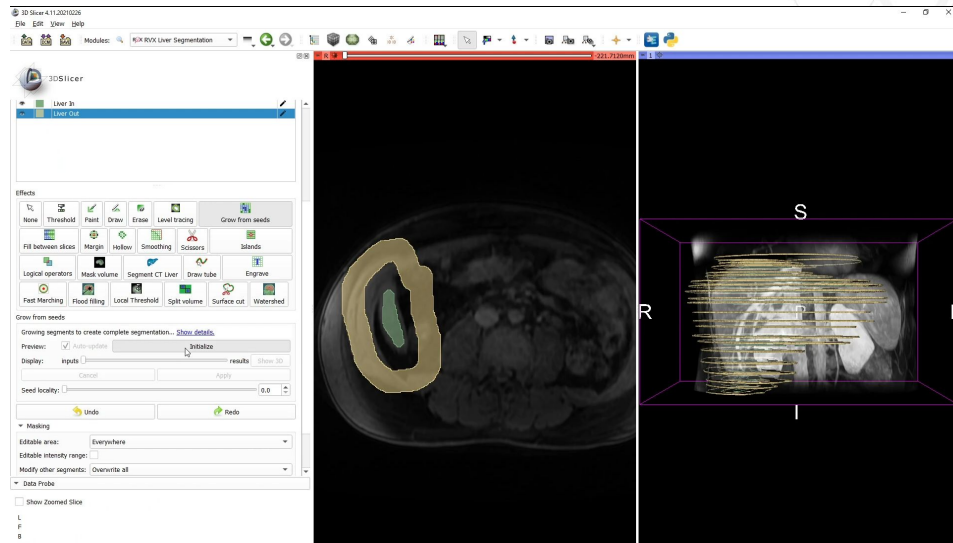 3D Slicer 4.11.20210226
File Edit View Help
Modules: RVX RVX Liver Segmentation
R -221.7120mm 1
3DSlicer
Liver In
Liver Out
Effects
None Threshold Paint Draw Erase Level tracing Grow from seeds
Fill between slices Margin Hollow Smoothing Scissors Islands
Logical operators Mask volume Segment CT Liver Draw tube Engrave
Fast Marching Flood filling Local Threshold Split volume Surface cut Watershed
Grow from seeds
Growing segments to create complete segmentation... Show details.
Preview: Auto-update Initialize
Display: inputs results Show 3D
Cancel Apply
Seed locality: 0.0
Undo Redo
Masking
Editable area: Everywhere
Editable intensity range:
Modify other segments: Overwrite all
Data Probe
Show Zoomed Slice
L
F
B
S
R
I